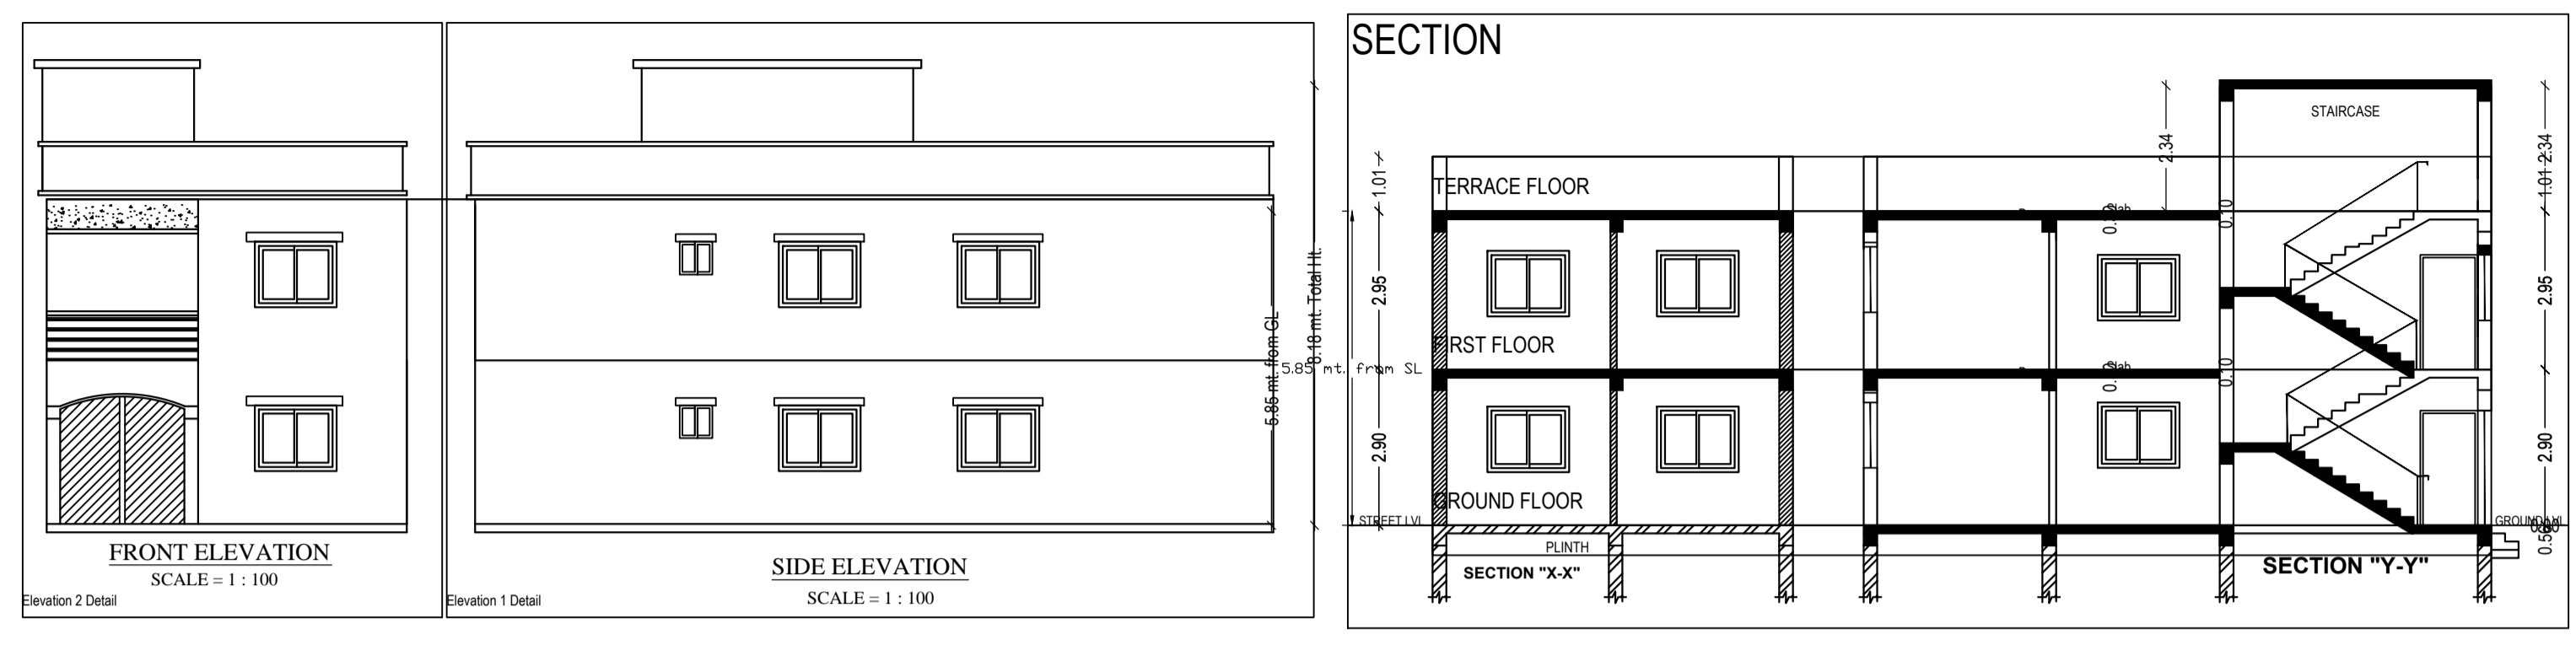 FRONT ELEVATION
SCALE = 1 : 100
Elevation 2 Detail
SIDE ELEVATION
SCALE = 1 : 100
Elevation 1 Detail
5.85 mt. from GL
8.18 mt. Total Ht.
5.85 mt. from SL
SECTION
1.01
2.95
2.90
TERRACE FLOOR
FIRST FLOOR
GROUND FLOOR
STREET LVL
PLINTH
SECTION "X-X"
2.34
0.10
0.10
STAIRCASE
2.34
1.01
2.95
2.90
GROUND LVL
SECTION "Y-Y"